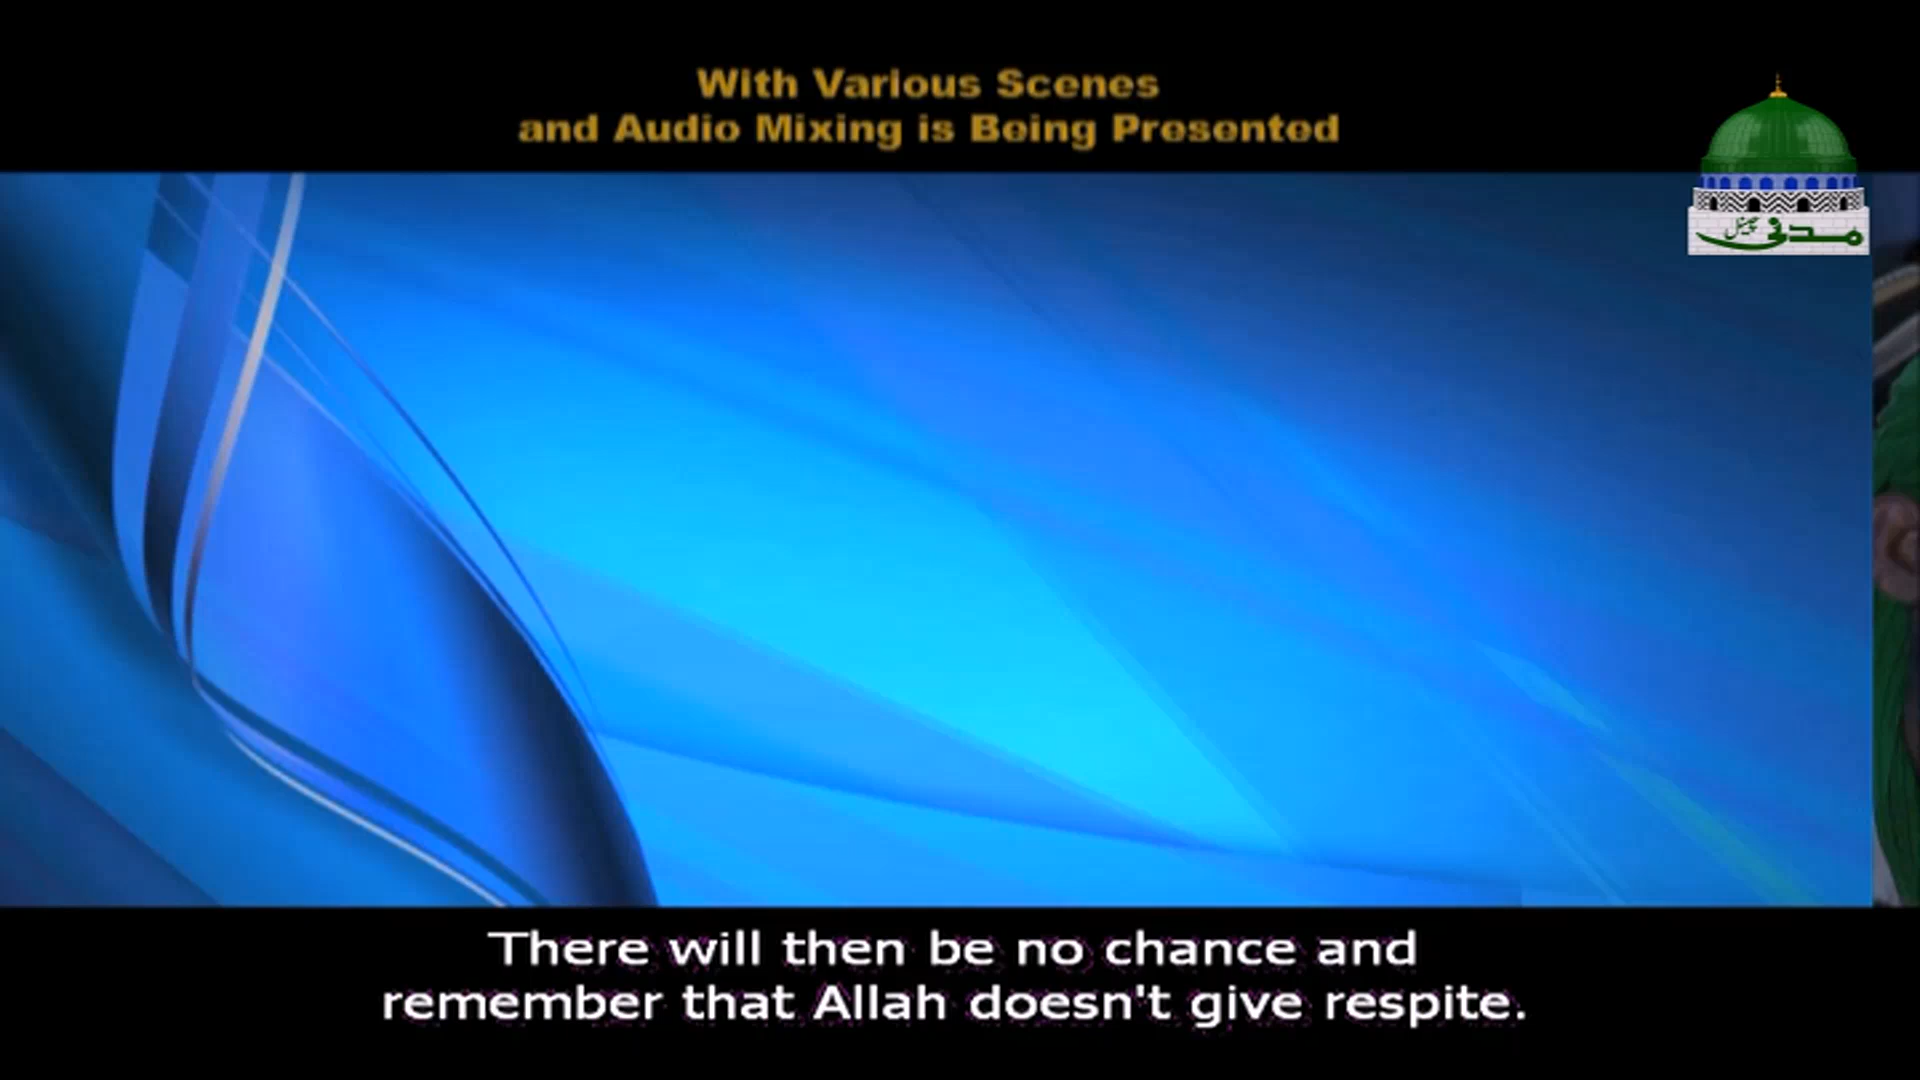 With Various Scenes
and Audio Mixing is Being Presented
مدنی چینل
There will then be no chance and
remember that Allah doesn't give respite.